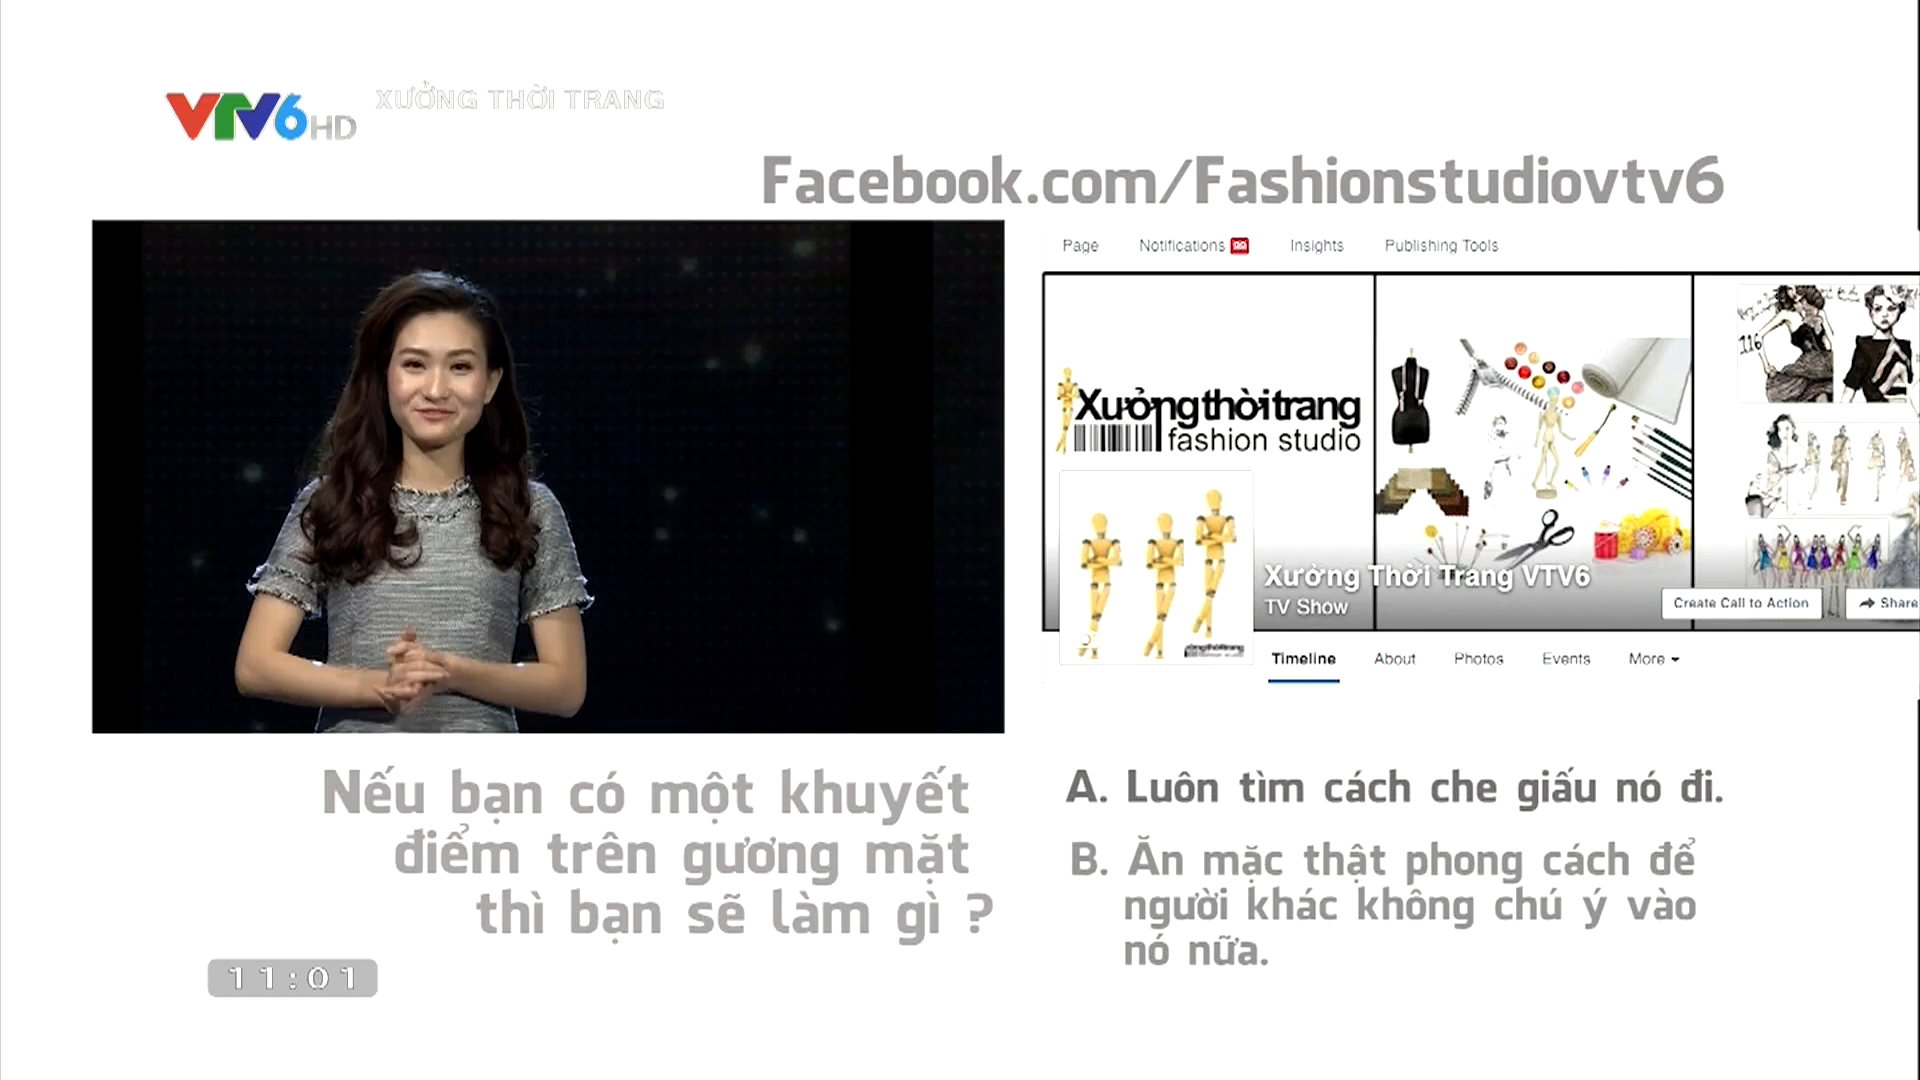 VTV6 HD
XƯỞNG THỜI TRANG
Facebook.com/Fashionstudiovtv6
Page Notifications Insights Publishing Tools
Xưởngthờitrang
fashion studio
116
Xưởng Thời Trang VTV6
TV Show
Create Call to Action
Share
Timeline About Photos Events More
Nếu bạn có một khuyết
điểm trên gương mặt
thì bạn sẽ làm gì ?
A. Luôn tìm cách che giấu nó đi.
B. Ăn mặc thật phong cách để
người khác không chú ý vào
nó nữa.
11:01